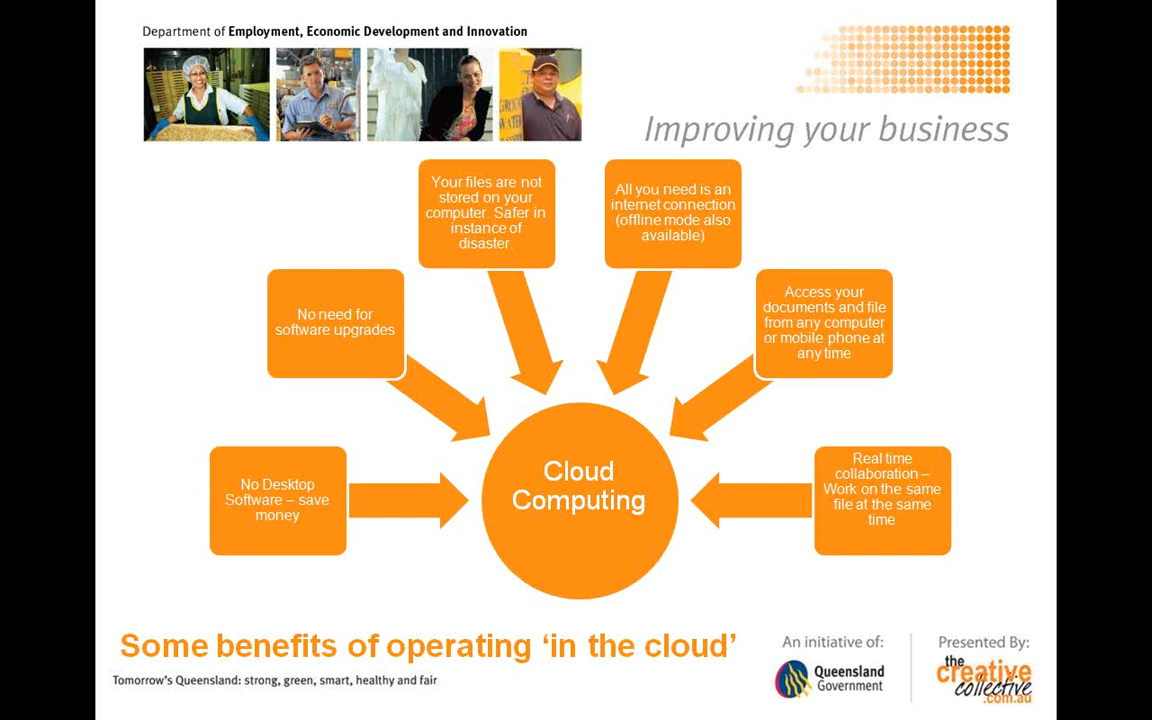 Department of Employment, Economic Development and Innovation
Improving your business
Your files are not
stored on your
computer. Safer in
instance of
disaster.
All you need is an
internet connection
(offline mode also
available)
No need for
software upgrades
Access your
documents and file
from any computer
or mobile phone at
any time
No Desktop
Software – save
money
Cloud
Computing
Real time
collaboration –
Work on the same
file at the same
time
Some benefits of operating ‘in the cloud’
Tomorrow's Queensland: strong, green, smart, healthy and fair
An initiative of:
Queensland
Government
Presented By:
the
creative
collective
.com.au